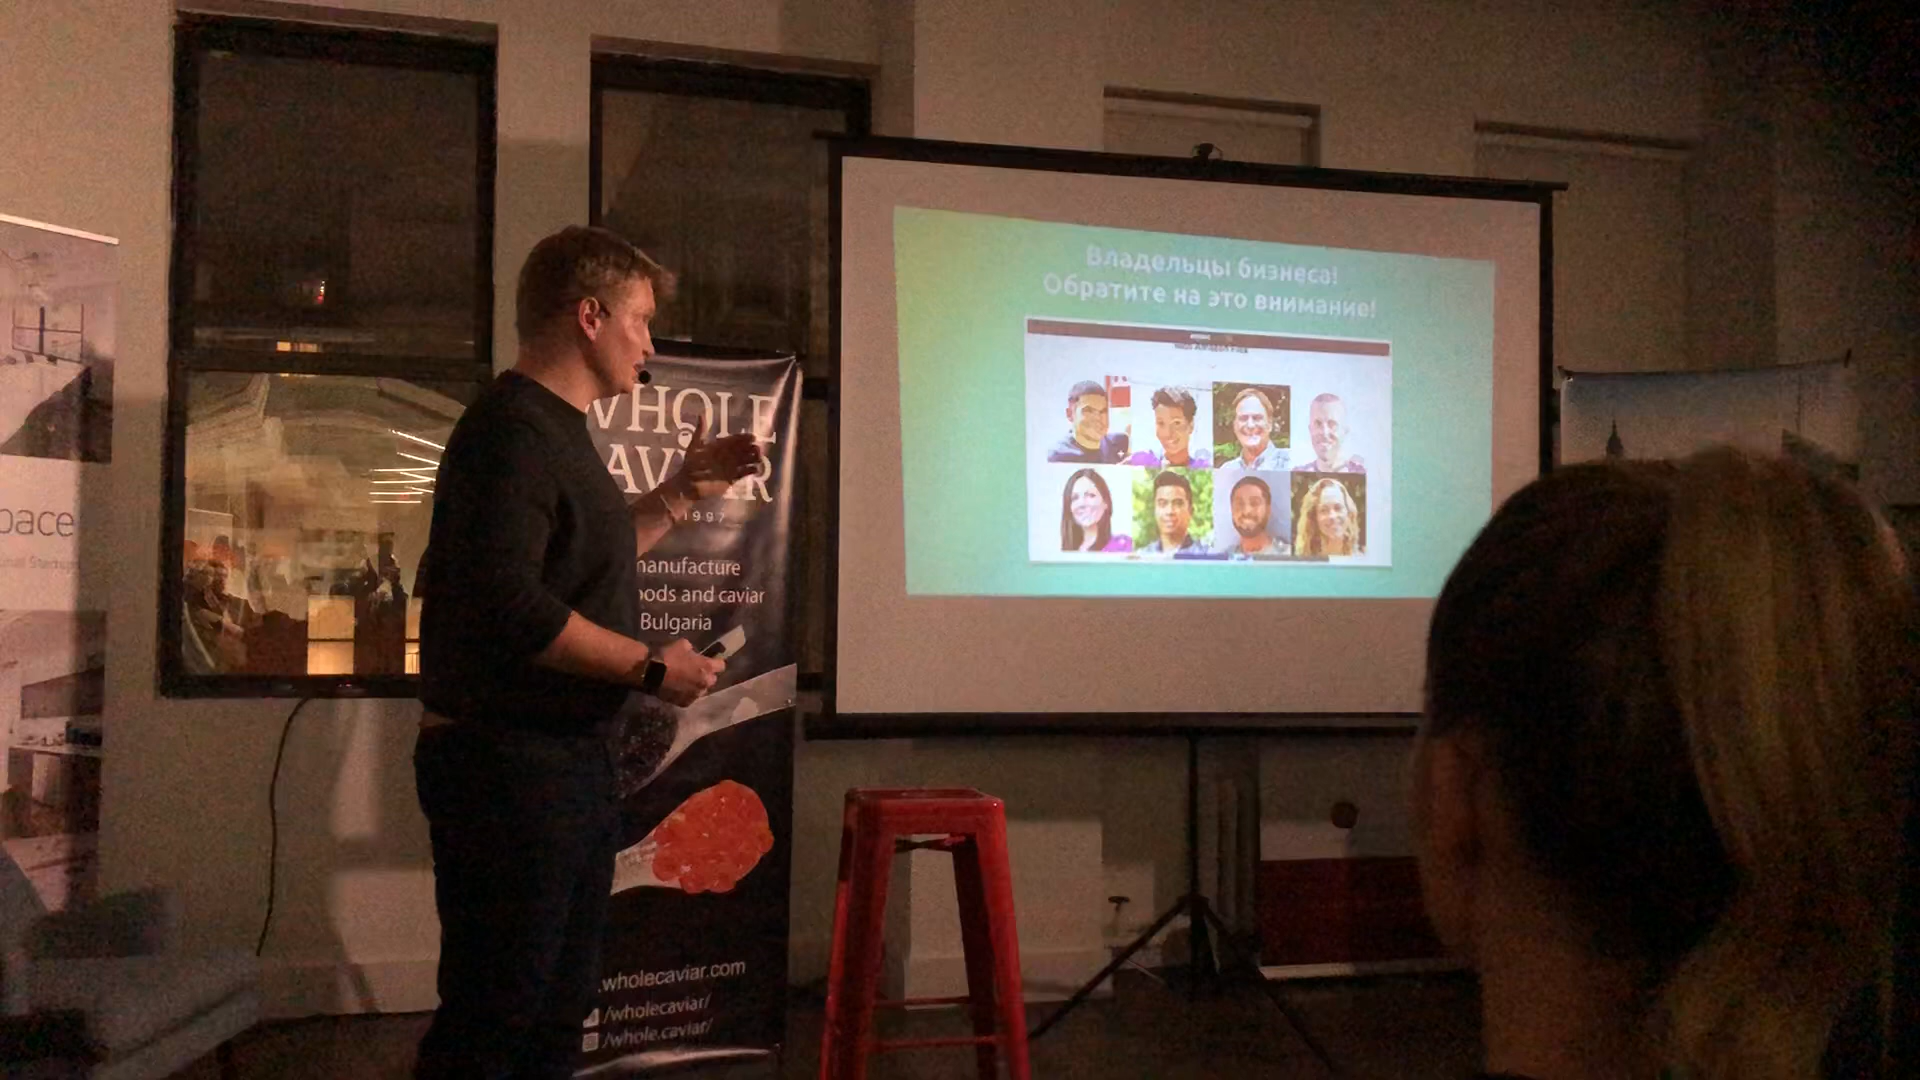 pace
Владельцы бизнеса!
Обратите на это внимание!
WHOLE
CAVIAR
1997
manufacture
and caviar
Bulgaria
.wholecaviar.com
/wholecaviar/
/whole.caviar/